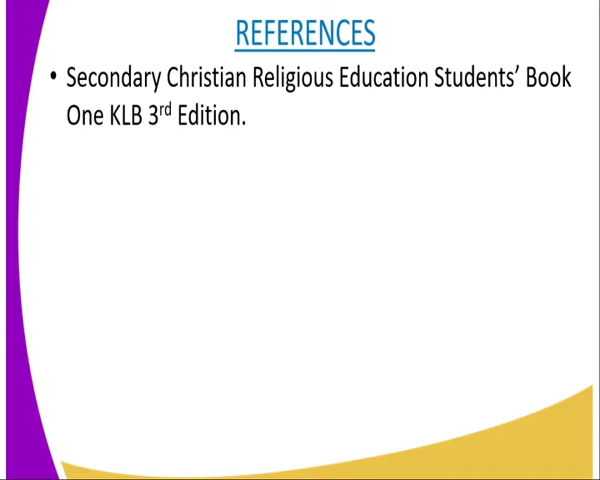 REFERENCES
• Secondary Christian Religious Education Students’ Book
One KLB 3rd Edition.